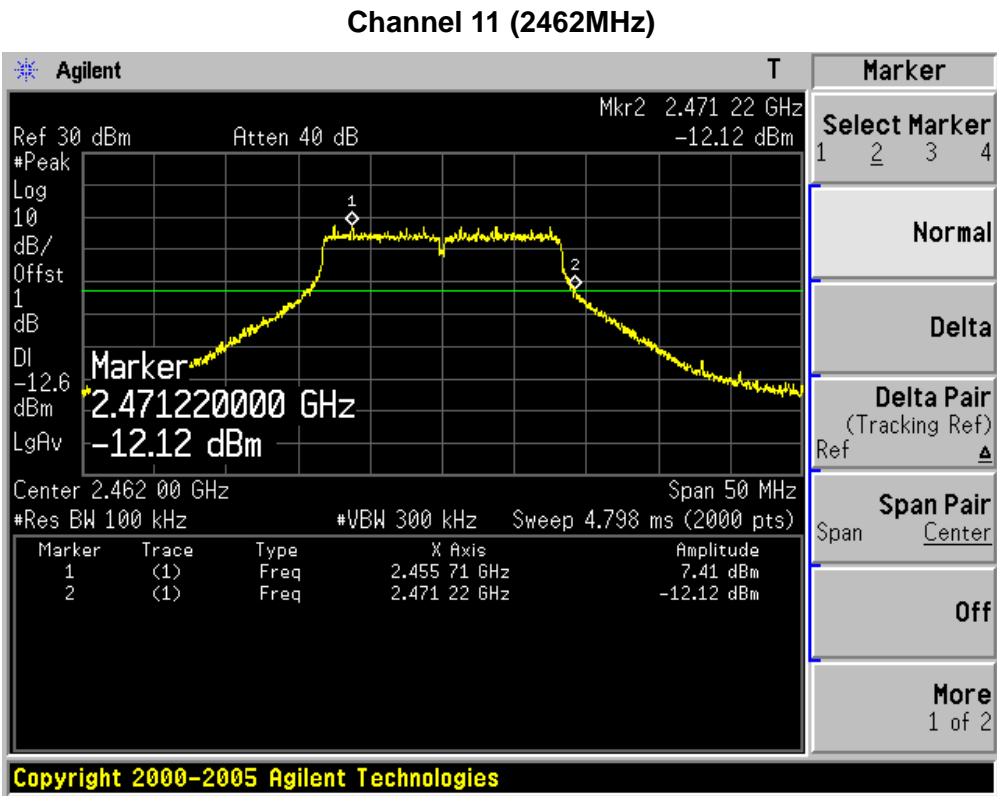 Channel 11 (2462MHz)
Agilent T Marker
Mkr2 2.471 22 GHz
Ref 30 dBm Atten 40 dB −12.12 dBm
#Peak
Log
10
dB/
Offst
1
dB
DI
−12.6
dBm
LgAv
1
2
Marker
2.471220000 GHz
−12.12 dBm
Center 2.462 00 GHz Span 50 MHz
#Res BW 100 kHz #VBW 300 kHz Sweep 4.798 ms (2000 pts)
Marker Trace Type X Axis Amplitude
1 (1) Freq 2.455 71 GHz 7.41 dBm
2 (1) Freq 2.471 22 GHz −12.12 dBm
Select Marker
1 2 3 4
Normal
Delta
Delta Pair
(Tracking Ref)
Ref Δ
Span Pair
Span Center
Off
More
1 of 2
Copyright 2000–2005 Agilent Technologies